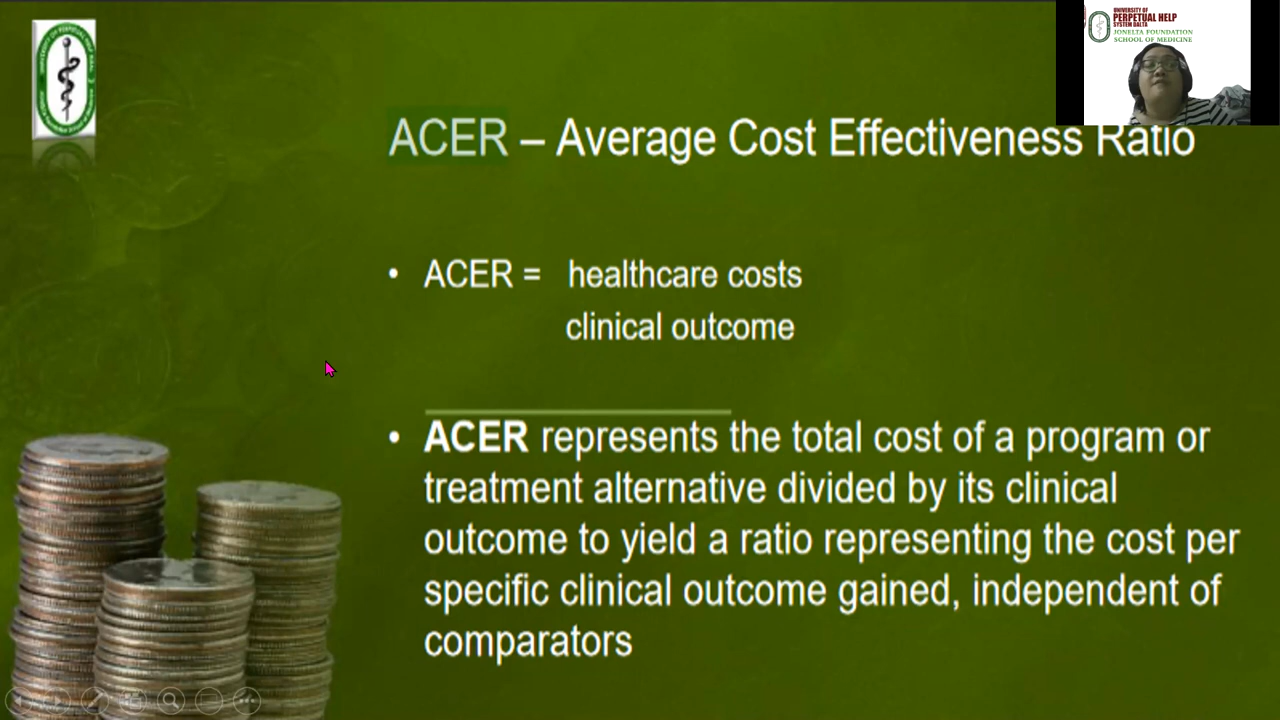 UNIVERSITY OF
PERPETUAL HELP
SYSTEM DALTA
JONELTA FOUNDATION
SCHOOL OF MEDICINE
ACER – Average Cost Effectiveness Ratio
• ACER = healthcare costs
clinical outcome
• ACER represents the total cost of a program or
treatment alternative divided by its clinical
outcome to yield a ratio representing the cost per
specific clinical outcome gained, independent of
comparators